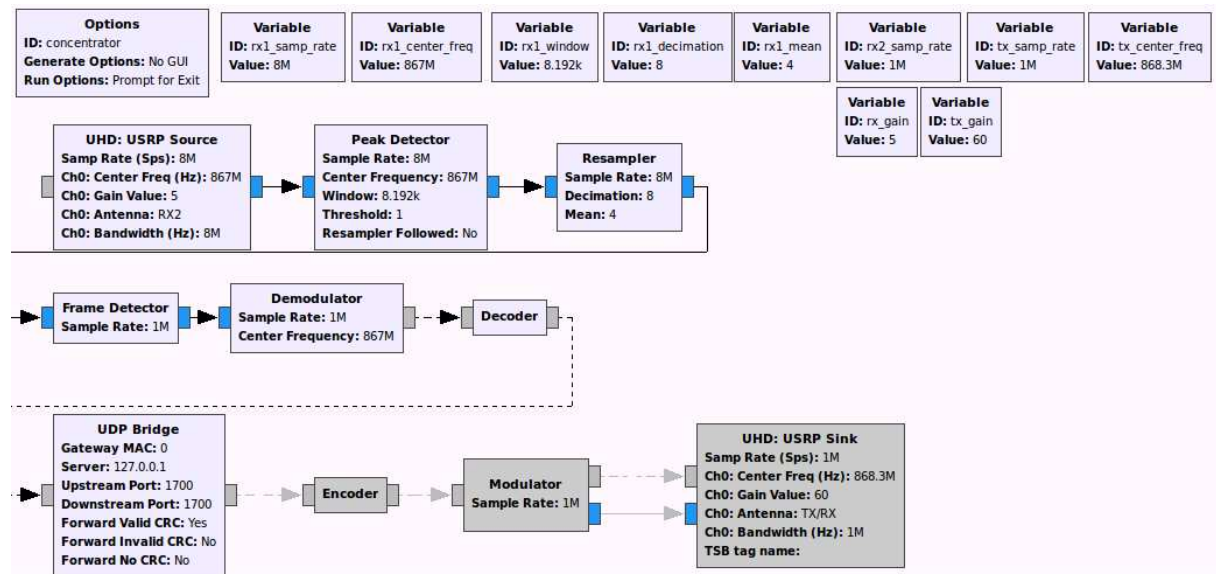 Options
ID: concentrator
Generate Options: No GUI
Run Options: Prompt for Exit
Variable
ID: rx1_samp_rate
Value: 8M
Variable
ID: rx1_center_freq
Value: 867M
Variable
ID: rx1_window
Value: 8.192k
Variable
ID: rx1_decimation
Value: 8
Variable
ID: rx1_mean
Value: 4
Variable
ID: rx2_samp_rate
Value: 1M
Variable
ID: tx_samp_rate
Value: 1M
Variable
ID: tx_center_freq
Value: 868.3M
Variable
ID: rx_gain
Value: 5
Variable
ID: tx_gain
Value: 60
UHD: USRP Source
Samp Rate (Sps): 8M
Ch0: Center Freq (Hz): 867M
Ch0: Gain Value: 5
Ch0: Antenna: RX2
Ch0: Bandwidth (Hz): 8M
Peak Detector
Sample Rate: 8M
Center Frequency: 867M
Window: 8.192k
Threshold: 1
Resampler Followed: No
Resampler
Sample Rate: 8M
Decimation: 8
Mean: 4
Frame Detector
Sample Rate: 1M
Demodulator
Sample Rate: 1M
Center Frequency: 867M
Decoder
UDP Bridge
Gateway MAC: 0
Server: 127.0.0.1
Upstream Port: 1700
Downstream Port: 1700
Forward Valid CRC: Yes
Forward Invalid CRC: No
Forward No CRC: No
Encoder
Modulator
Sample Rate: 1M
UHD: USRP Sink
Samp Rate (Sps): 1M
Ch0: Center Freq (Hz): 868.3M
Ch0: Gain Value: 60
Ch0: Antenna: TX/RX
Ch0: Bandwidth (Hz): 1M
TSB tag name: